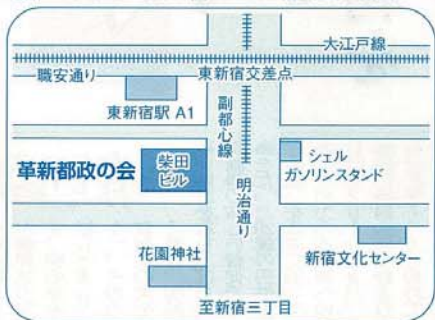 大江戸線
職安通り
東新宿交差点
東新宿駅 A1
副都心線
革新都政の会
柴田
ビル
シェル
ガソリンスタンド
明治通り
花園神社
新宿文化センター
至新宿三丁目